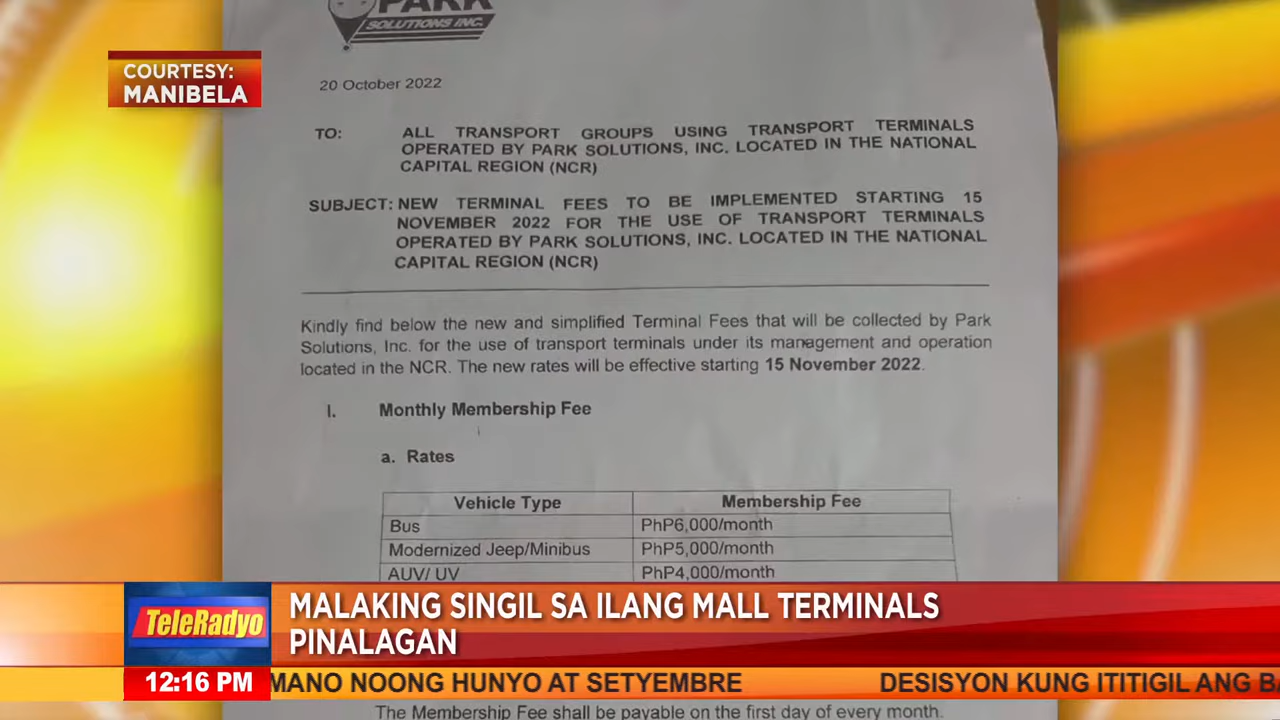 PARK
SOLUTIONS INC.
COURTESY:
MANIBELA
20 October 2022
TO: ALL TRANSPORT GROUPS USING TRANSPORT TERMINALS
OPERATED BY PARK SOLUTIONS, INC. LOCATED IN THE NATIONAL
CAPITAL REGION (NCR)
SUBJECT: NEW TERMINAL FEES TO BE IMPLEMENTED STARTING 15
NOVEMBER 2022 FOR THE USE OF TRANSPORT TERMINALS
OPERATED BY PARK SOLUTIONS, INC. LOCATED IN THE NATIONAL
CAPITAL REGION (NCR)
Kindly find below the new and simplified Terminal Fees that will be collected by Park
Solutions, Inc. for the use of transport terminals under its management and operation
located in the NCR. The new rates will be effective starting 15 November 2022.
I. Monthly Membership Fee
a. Rates
Vehicle Type Membership Fee
Bus PhP6,000/month
Modernized Jeep/Minibus PhP5,000/month
AUV/ UV PhP4,000/month
TeleRadyo
MALAKING SINGIL SA ILANG MALL TERMINALS
PINALAGAN
12:16 PM MANO NOONG HUNYO AT SETYEMBRE DESISYON KUNG ITITIGIL ANG BA
The Membership Fee shall be payable on the first day of every month.